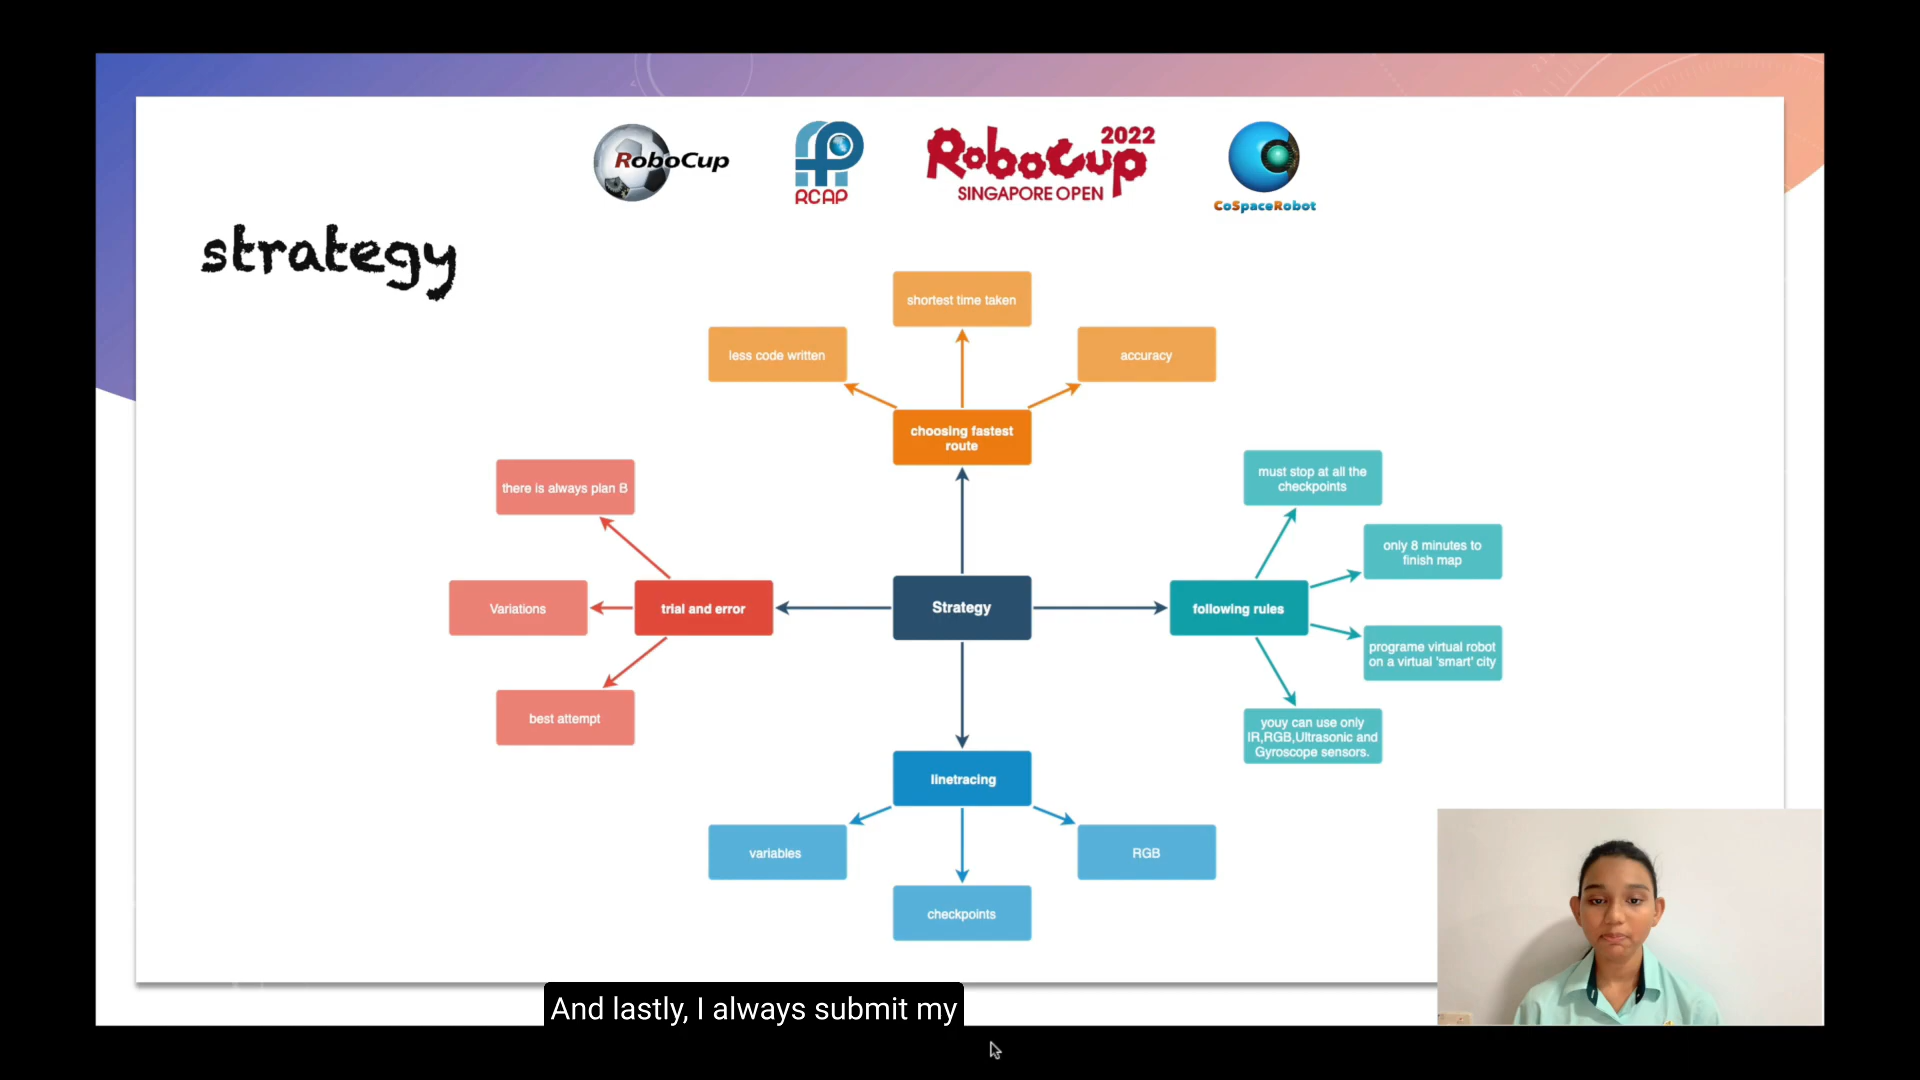 RoboCup
RCAP
RoboCup 2022
SINGAPORE OPEN
CoSpaceRobot
strategy
shortest time taken
less code written
accuracy
choosing fastest
route
must stop at all the
checkpoints
there is always plan B
only 8 minutes to
finish map
Variations
trial and error
Strategy
following rules
programe virtual robot
on a virtual 'smart' city
best attempt
youy can use only
IR,RGB,Ultrasonic and
Gyroscope sensors.
linetracing
variables
RGB
checkpoints
And lastly, I always submit my